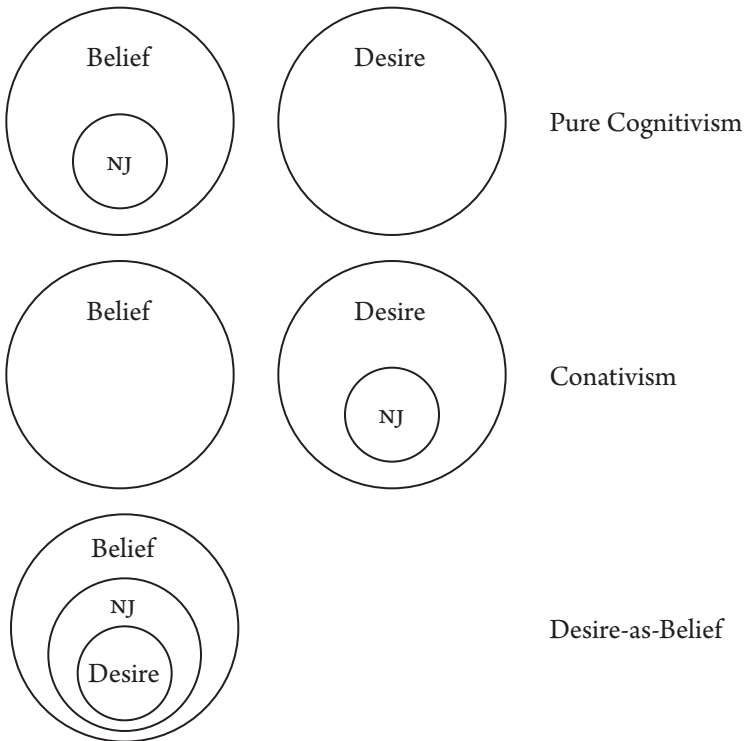 Belief Desire
Pure Cognitivism
NJ
Belief Desire
Conativism
NJ
Belief
NJ
Desire-as-Belief
Desire